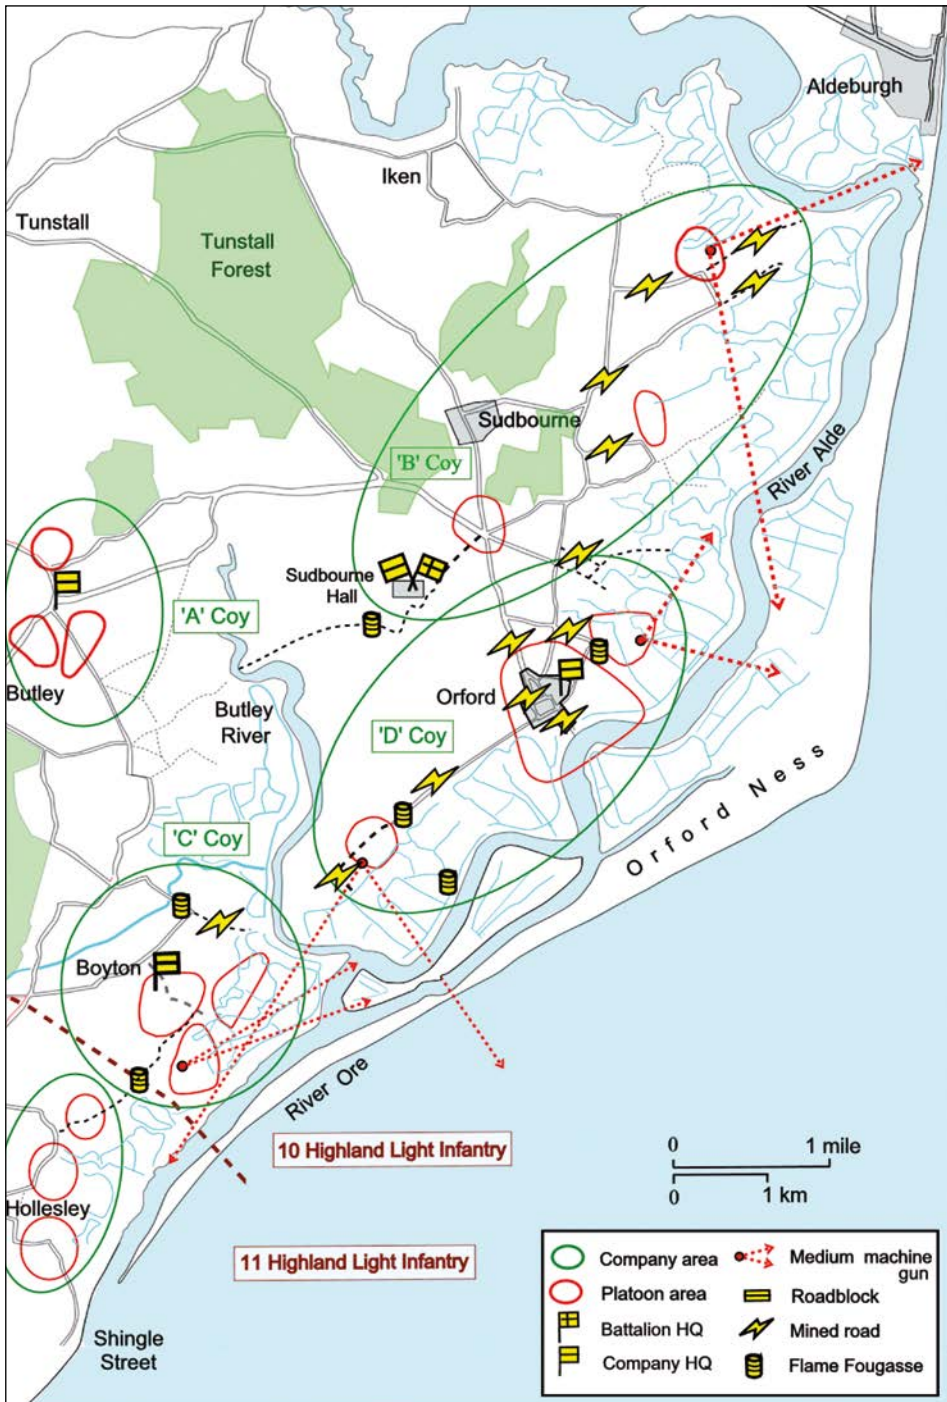 Aldeburgh
Iken
Tunstall
Tunstall
Forest
Sudbourne
'B' Coy
River Alde
Sudbourne
Hall
'A' Coy
Butley
Orford
Butley
River
'D' Coy
Orford Ness
'C' Coy
Boyton
River Ore
10 Highland Light Infantry
0 1 mile
0 1 km
Hollesley
11 Highland Light Infantry
Shingle
Street
Company area
Medium machine
gun
Platoon area
Roadblock
Battalion HQ
Mined road
Company HQ
Flame Fougasse